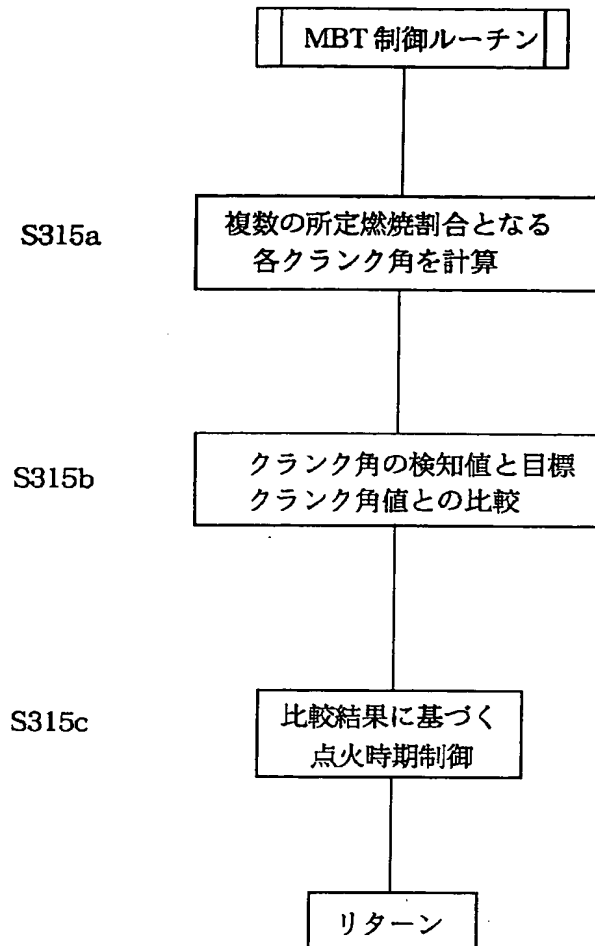 MBT 制御ルーチン
S315a
複数の所定燃焼割合となる
各クランク角を計算
S315b
クランク角の検知値と目標
クランク角値との比較
S315c
比較結果に基づく
点火時期制御
リターン